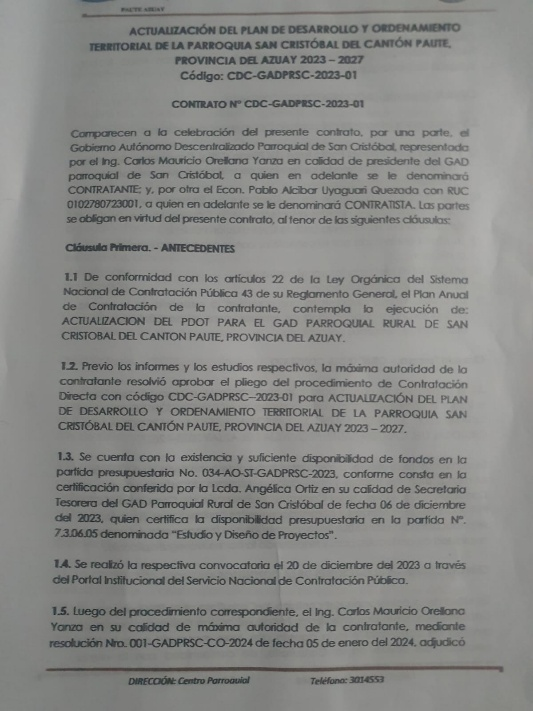 ACTUALIZACIÓN DEL PLAN DE DESARROLLO Y ORDENAMIENTO
TERRITORIAL DE LA PARROQUIA SAN CRISTÓBAL DEL CANTÓN PAUTE,
PROVINCIA DEL AZUAY 2023 – 2027
Código: CDC-GADPRSC-2023-01
CONTRATO N° CDC-GADPRSC-2023-01
Comparecen a la celebración del presente contrato, por una parte, el
Gobierno Autónomo Descentralizado Parroquial de San Cristóbal, representada
por el Ing. Carlos Mauricio Orellana Yanza en calidad de presidente del GAD
parroquial de San Cristóbal, a quien en adelante se le denominará
CONTRATANTE; y, por otra el Econ. Pablo Alcibar Uyaguari Quezada con RUC
0102780723001, a quien en adelante se le denominará CONTRATISTA. Las partes
se obligan en virtud del presente contrato, al tenor de las siguientes cláusulas:
Cláusula Primera. - ANTECEDENTES
1.1 De conformidad con los artículos 22 de la Ley Orgánica del Sistema
Nacional de Contratación Pública 43 de su Reglamento General, el Plan Anual
de Contratación de la contratante, contempla la ejecución de:
ACTUALIZACION DEL PDOT PARA EL GAD PARROQUIAL RURAL DE SAN
CRISTOBAL DEL CANTON PAUTE, PROVINCIA DEL AZUAY.
1.2. Previo los informes y los estudios respectivos, la máxima autoridad de la
contratante resolvió aprobar el pliego del procedimiento de Contratación
Directa con código CDC-GADPRSC–2023-01 para ACTUALIZACIÓN DEL PLAN
DE DESARROLLO Y ORDENAMIENTO TERRITORIAL DE LA PARROQUIA SAN
CRISTÓBAL DEL CANTÓN PAUTE, PROVINCIA DEL AZUAY 2023 – 2027.
1.3. Se cuenta con la existencia y suficiente disponibilidad de fondos en la
partida presupuestaria No. 034-AO-ST-GADPRSC-2023, conforme consta en la
certificación conferida por la Lcda. Angélica Ortiz en su calidad de Secretaria
Tesorera del GAD Parroquial Rural de San Cristóbal de fecha 06 de diciembre
del 2023, quien certifica la disponibilidad presupuestaria en la partida N°.
7.3.06.05 denominada "Estudio y Diseño de Proyectos".
1.4. Se realizó la respectiva convocatoria el 20 de diciembre del 2023 a través
del Portal Institucional del Servicio Nacional de Contratación Pública.
1.5. Luego del procedimiento correspondiente, el Ing. Carlos Mauricio Orellana
Yanza en su calidad de máxima autoridad de la contratante, mediante
resolución Nro. 001-GADPRSC-CO-2024 de fecha 05 de enero del 2024, adjudicó
DIRECCIÓN: Centro Parroquial Teléfono: 3014553